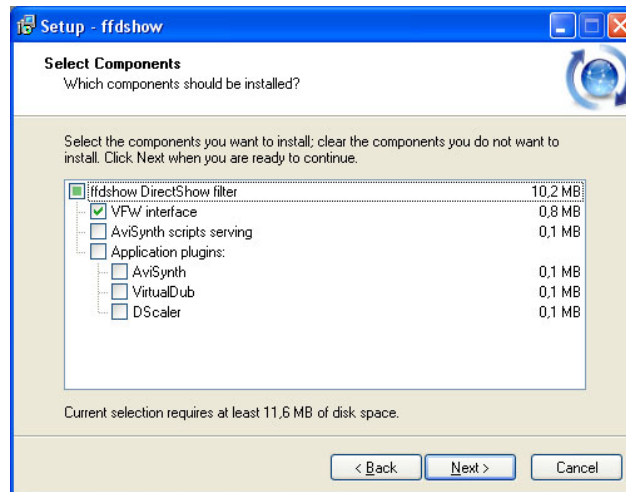 Setup - ffdshow
Select Components
Which components should be installed?
Select the components you want to install; clear the components you do not want to
install. Click Next when you are ready to continue.
ffdshow DirectShow filter 10,2 MB
VFW interface 0,8 MB
AviSynth scripts serving 0,1 MB
Application plugins:
AviSynth 0,1 MB
VirtualDub 0,1 MB
DScaler 0,1 MB
Current selection requires at least 11,6 MB of disk space.
< Back Next > Cancel